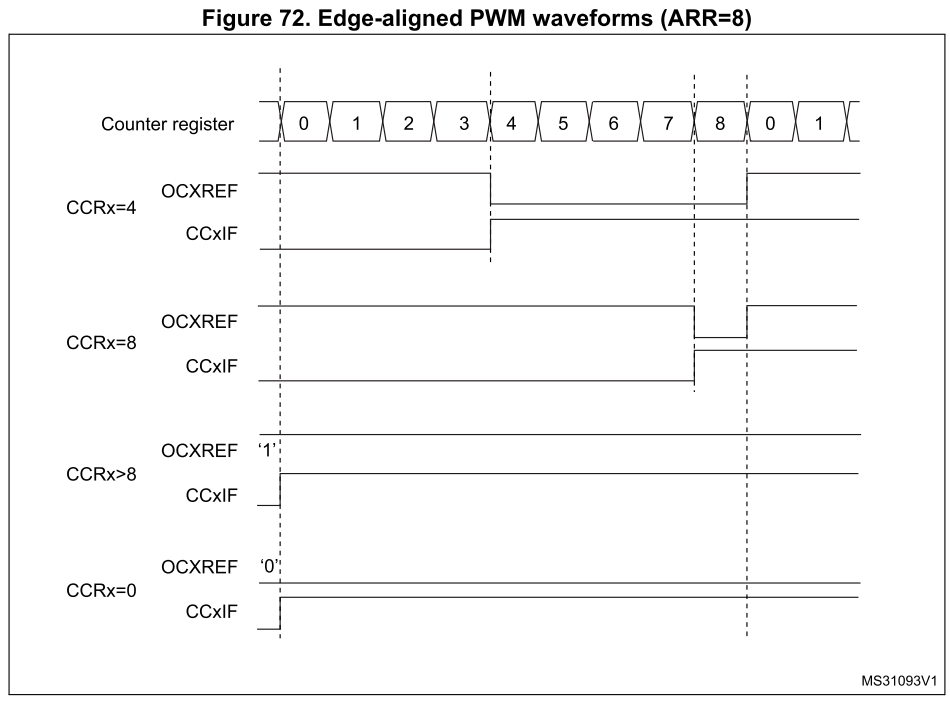 Figure 72. Edge-aligned PWM waveforms (ARR=8)
Counter register 0 1 2 3 4 5 6 7 8 0 1
OCXREF
CCRx=4
CCxIF
OCXREF
CCRx=8
CCxIF
OCXREF '1'
CCRx>8
CCxIF
OCXREF '0'
CCRx=0
CCxIF
MS31093V1